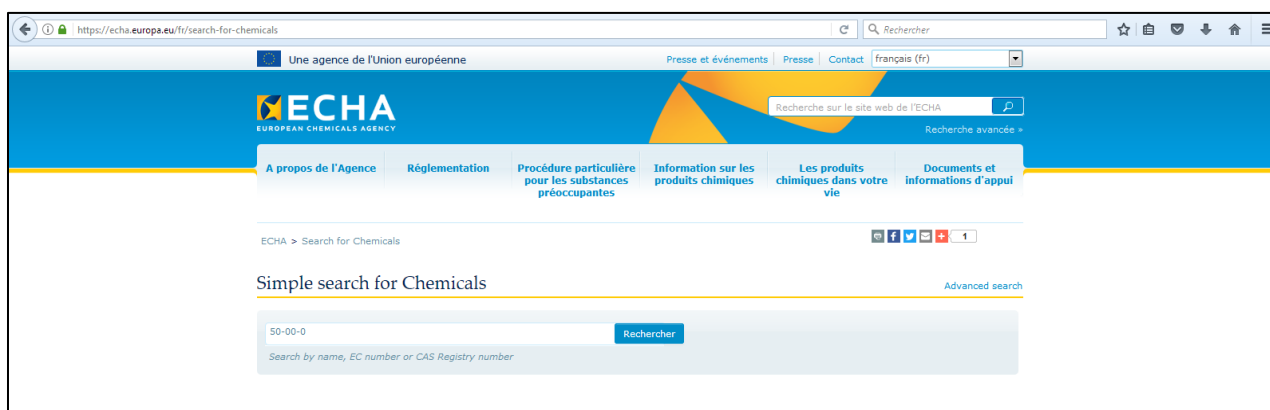 https://echa.europa.eu/fr/search-for-chemicals
Rechercher
Une agence de l'Union européenne
Presse et événements
Presse
Contact
français (fr)
ECHA
EUROPEAN CHEMICALS AGENCY
Recherche sur le site web de l'ECHA
Recherche avancée »
A propos de l'Agence
Réglementation
Procédure particulière
pour les substances
préoccupantes
Information sur les
produits chimiques
Les produits
chimiques dans votre
vie
Documents et
informations d'appui
ECHA > Search for Chemicals
1
Simple search for Chemicals
Advanced search
50-00-0
Rechercher
Search by name, EC number or CAS Registry number